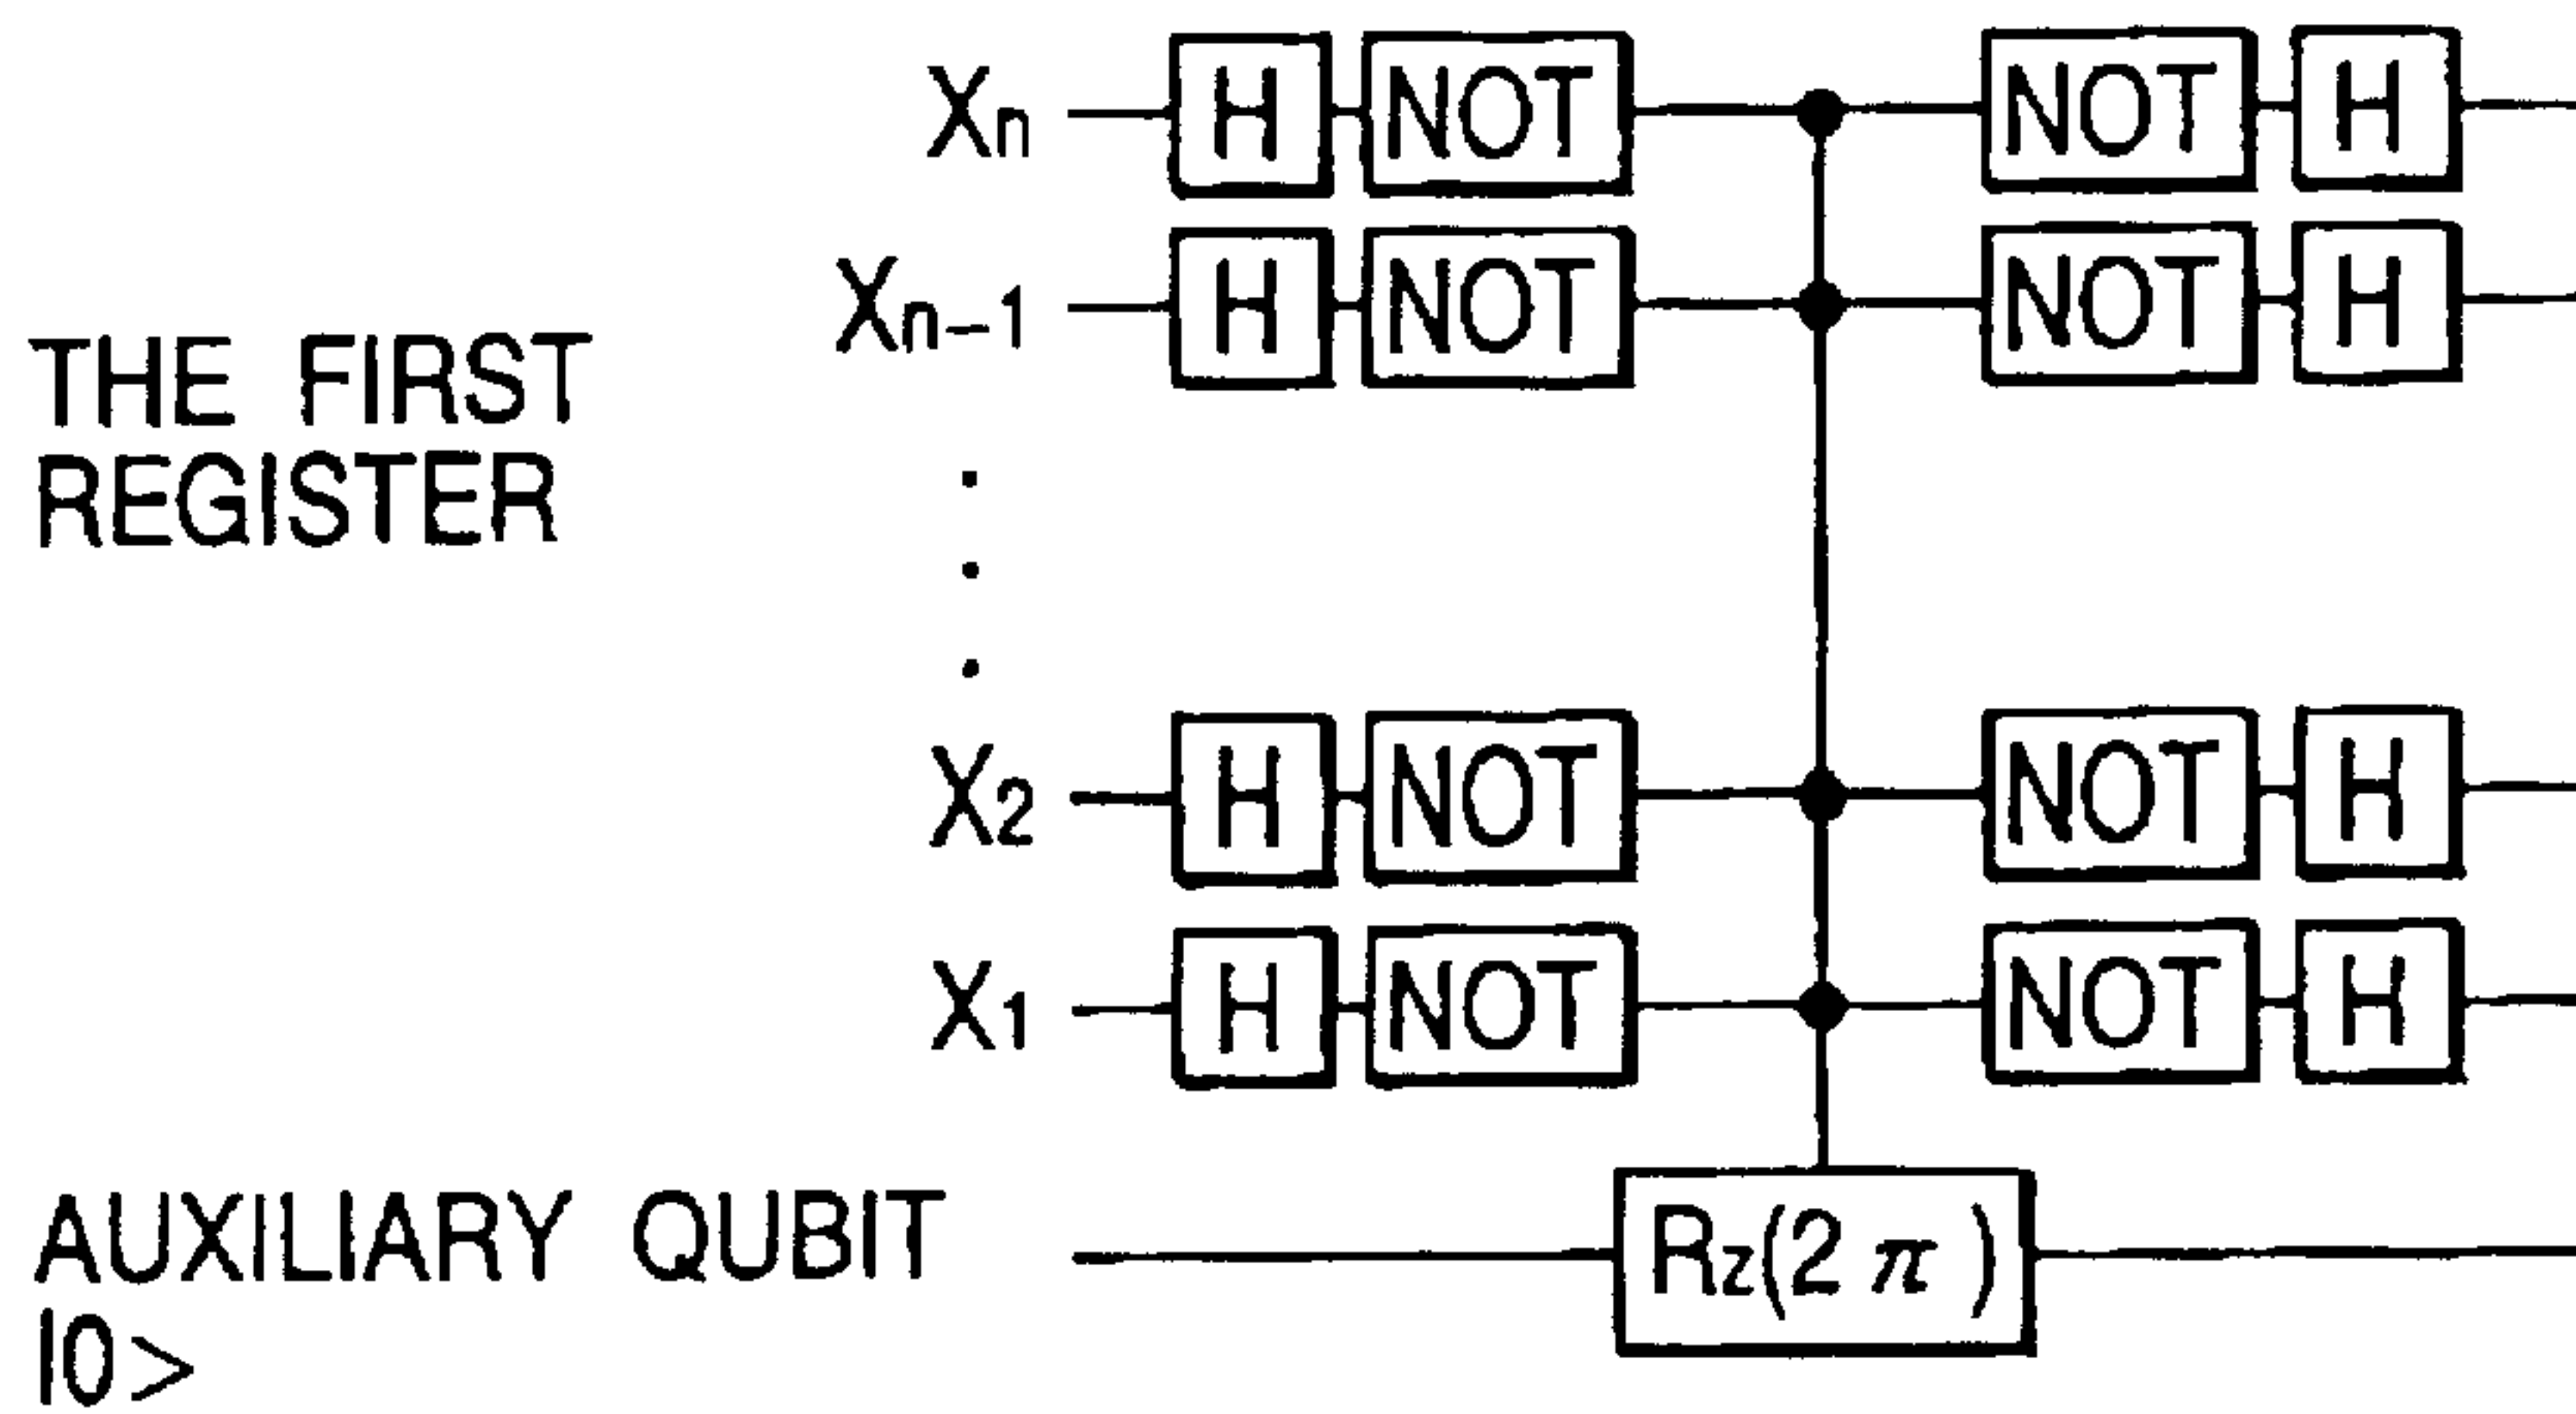 Xn H NOT NOT H
Xn-1 H NOT NOT H
THE FIRST
REGISTER
X2 H NOT NOT H
X1 H NOT NOT H
AUXILIARY QUBIT Rz(2π)
|0>